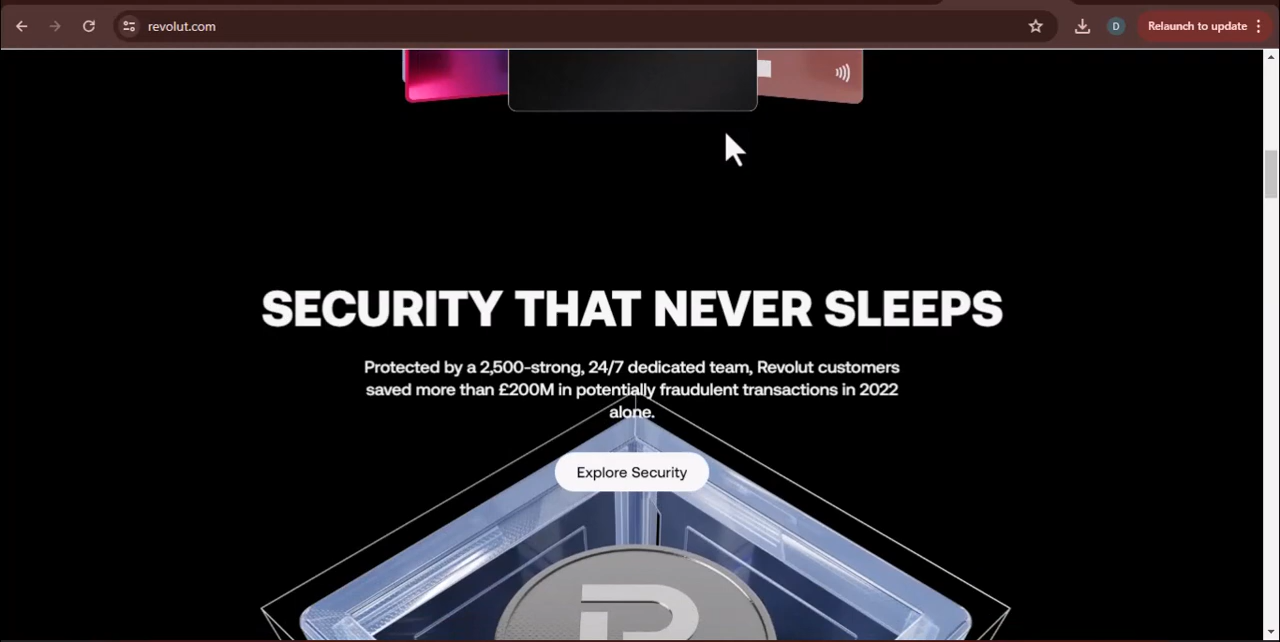 revolut.com
D
Relaunch to update
SECURITY THAT NEVER SLEEPS
Protected by a 2,500-strong, 24/7 dedicated team, Revolut customers
saved more than £200M in potentially fraudulent transactions in 2022
alone.
Explore Security